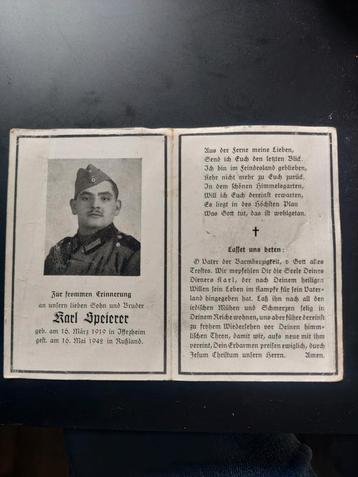 Zur frommen Erinnerung
an unsern lieben Sohn und Bruder
Karl Speierer
geb. am 16. März 1919 in Iffezheim
gest. am 16. Mai 1942 in Rußland.
Aus der Ferne meine Lieben,
Send ich Euch den letzten Blick.
Ich bin im Feindesland geblieben,
Kehr nicht mehr zu Euch zurück.
In dem schönen Himmelsgarten,
Will ich Euch dereinst erwarten,
Es liegt in des Höchsten Plan
Was Gott tut, das ist wohlgetan.
Lasset uns beten:
O Vater der Barmherzigkeit, o Gott alles
Trostes. Wir empfehlen Dir die Seele Deines
Dieners Karl, der nach Deinem heiligen
Willen sein Leben im Kampfe für sein Vater-
land hingegeben hat. Laß ihn nach all den
irdischen Mühen und Schmerzen selig in
Deinem Reiche wohnen, uns aber führe dereinst
zu frohem Wiedersehen vor Deinen himm-
lischen Thron, damit wir, aufs neue mit ihm
vereint, Dein Erbarmen preisen ewiglich, durch
Jesum Christum unsern Herrn. Amen.